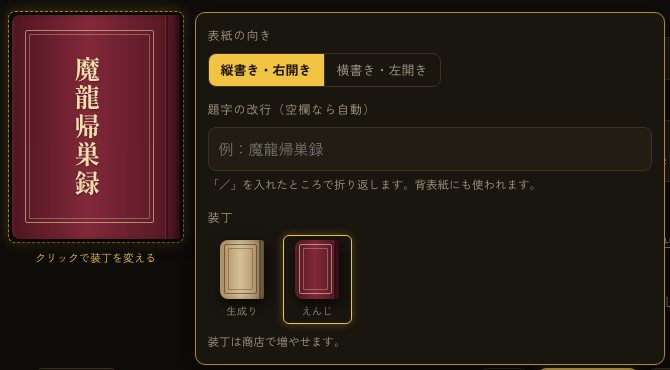 魔龍帰巣録
クリックで装丁を変える
表紙の向き
縦書き・右開き
横書き・左開き
題字の改行（空欄なら自動）
例：魔龍帰巣録
「／」を入れたところで折り返します。背表紙にも使われます。
装丁
生成り
えんじ
装丁は商店で増やせます。